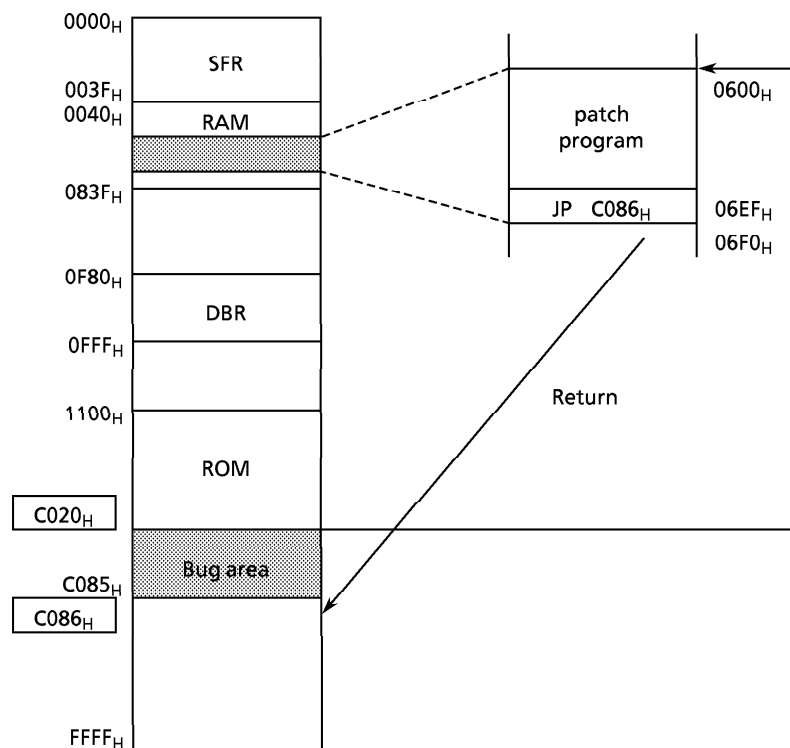 0000H
SFR
003FH
0040H
RAM
083FH
0F80H
DBR
0FFFH
1100H
ROM
C020H
Bug area
C085H
C086H
FFFFH
0600H
patch
program
JP C086H
06EFH
06F0H
Return